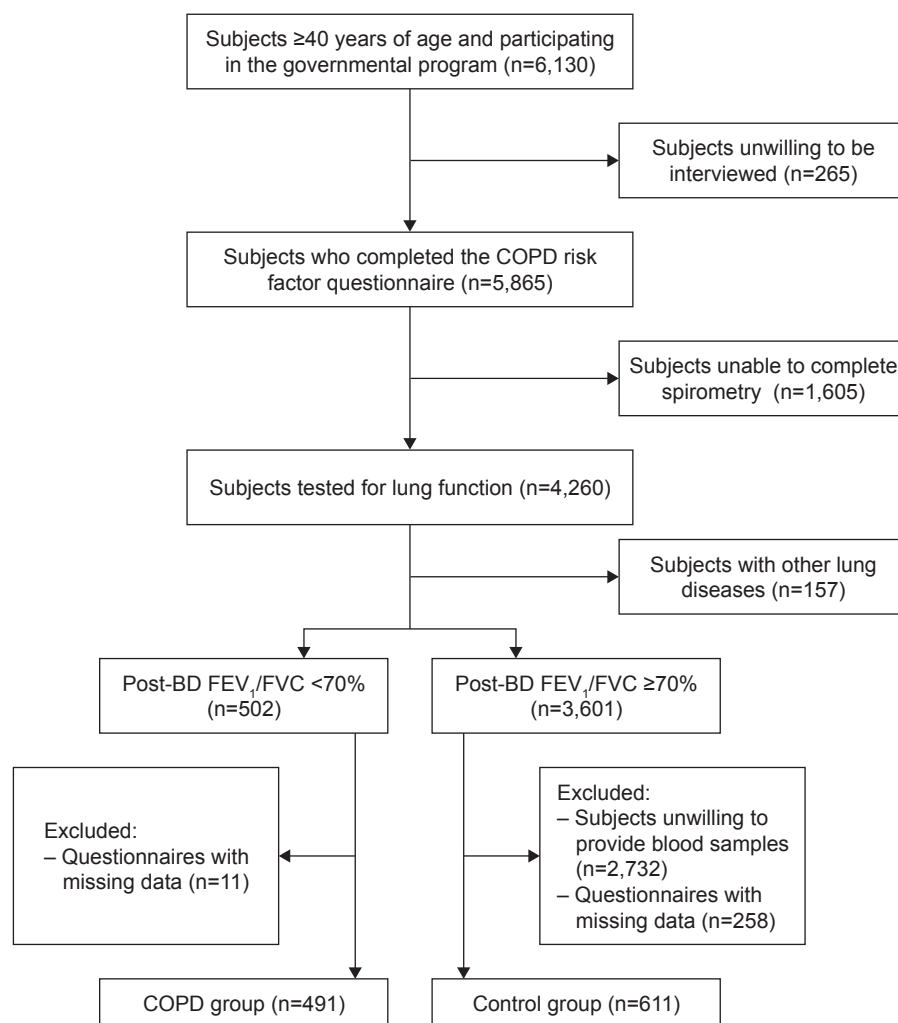 Subjects ≥40 years of age and participating
in the governmental program (n=6,130)
Subjects unwilling to be
interviewed (n=265)
Subjects who completed the COPD risk
factor questionnaire (n=5,865)
Subjects unable to complete
spirometry (n=1,605)
Subjects tested for lung function (n=4,260)
Subjects with other lung
diseases (n=157)
Post-BD FEV₁/FVC <70%
(n=502)
Post-BD FEV₁/FVC ≥70%
(n=3,601)
Excluded:
– Questionnaires with
missing data (n=11)
Excluded:
– Subjects unwilling to
provide blood samples
(n=2,732)
– Questionnaires with
missing data (n=258)
COPD group (n=491)
Control group (n=611)